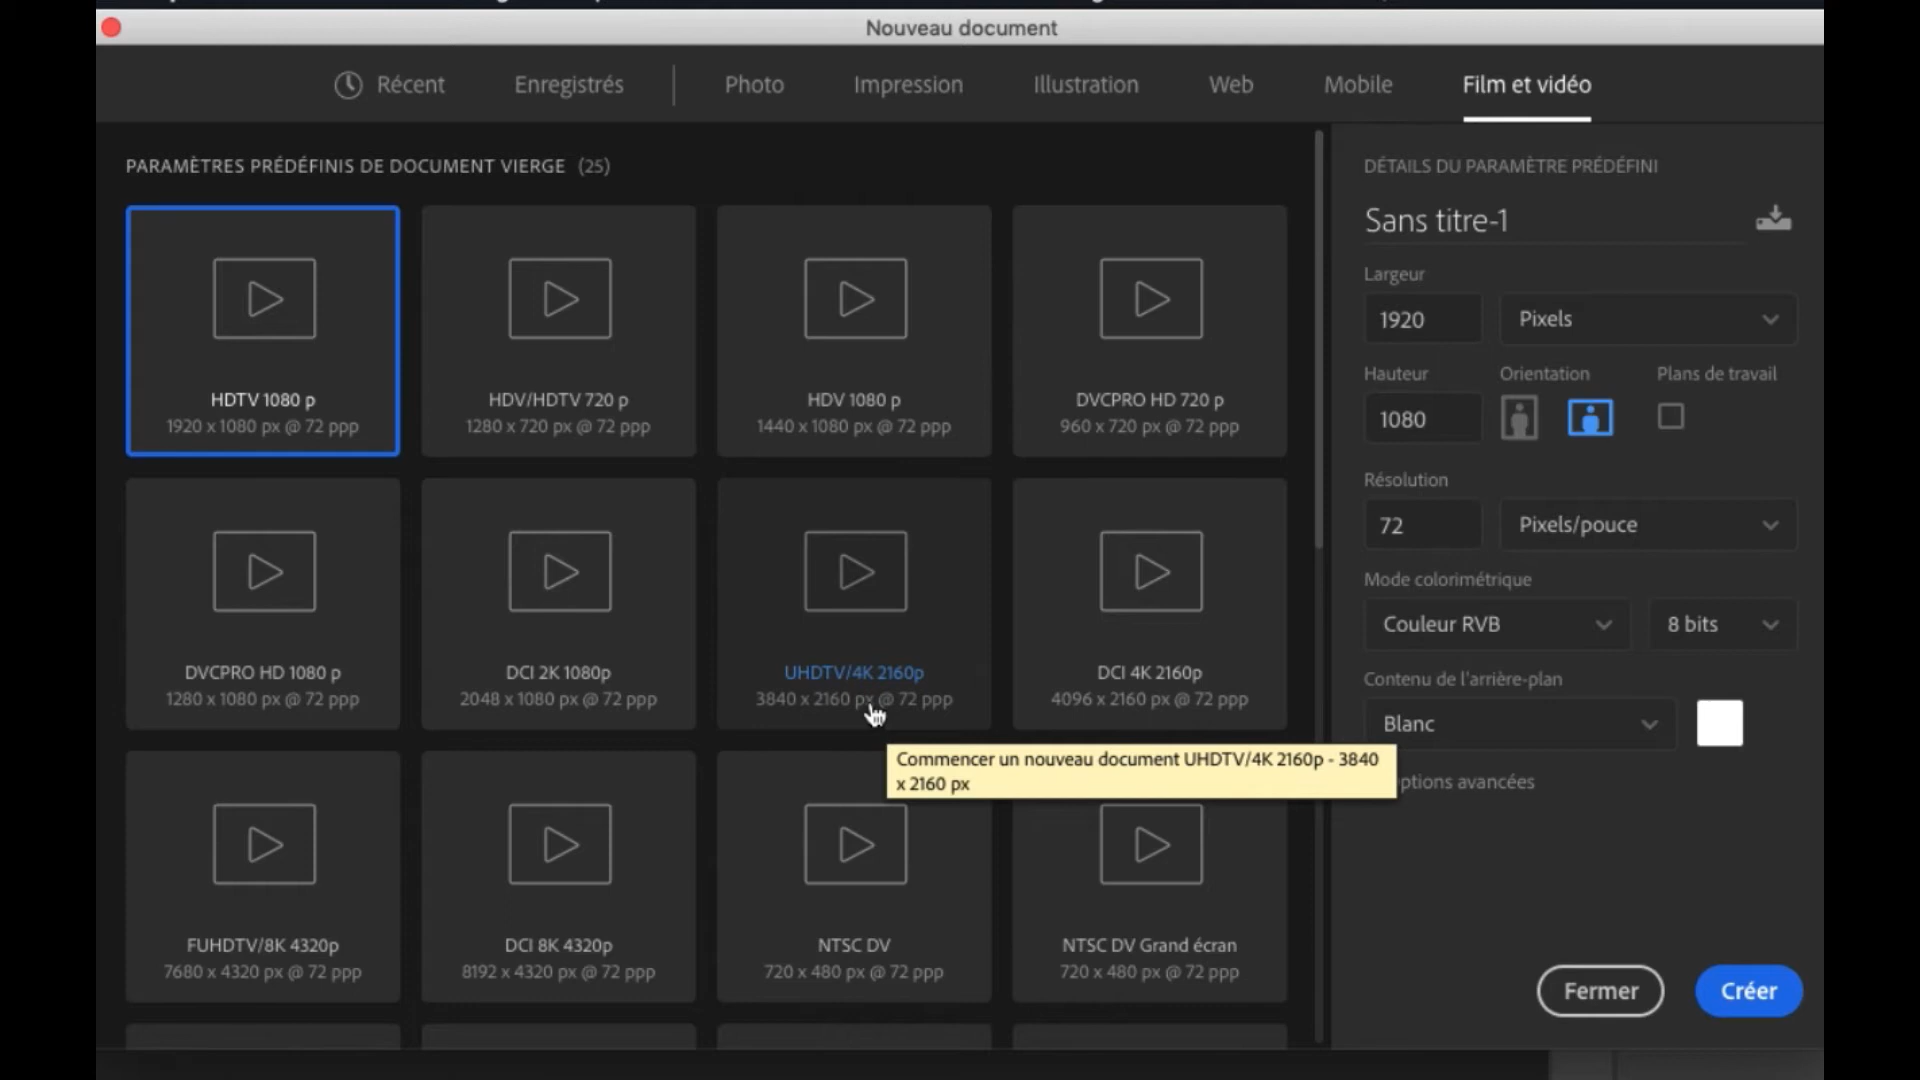 Nouveau document
Récent Enregistrés Photo Impression Illustration Web Mobile Film et vidéo
PARAMÈTRES PRÉDÉFINIS DE DOCUMENT VIERGE (25)
HDTV 1080 p
1920 x 1080 px @ 72 ppp
HDV/HDTV 720 p
1280 x 720 px @ 72 ppp
HDV 1080 p
1440 x 1080 px @ 72 ppp
DVCPRO HD 720 p
960 x 720 px @ 72 ppp
DVCPRO HD 1080 p
1280 x 1080 px @ 72 ppp
DCI 2K 1080p
2048 x 1080 px @ 72 ppp
UHDTV/4K 2160p
3840 x 2160 px @ 72 ppp
DCI 4K 2160p
4096 x 2160 px @ 72 ppp
Commencer un nouveau document UHDTV/4K 2160p - 3840
x 2160 px
FUHDTV/8K 4320p
7680 x 4320 px @ 72 ppp
DCI 8K 4320p
8192 x 4320 px @ 72 ppp
NTSC DV
720 x 480 px @ 72 ppp
NTSC DV Grand écran
720 x 480 px @ 72 ppp
DÉTAILS DU PARAMÈTRE PRÉDÉFINI
Sans titre-1
Largeur
1920 Pixels
Hauteur Orientation Plans de travail
1080
Résolution
72 Pixels/pouce
Mode colorimétrique
Couleur RVB 8 bits
Contenu de l'arrière-plan
Blanc
ptions avancées
Fermer Créer